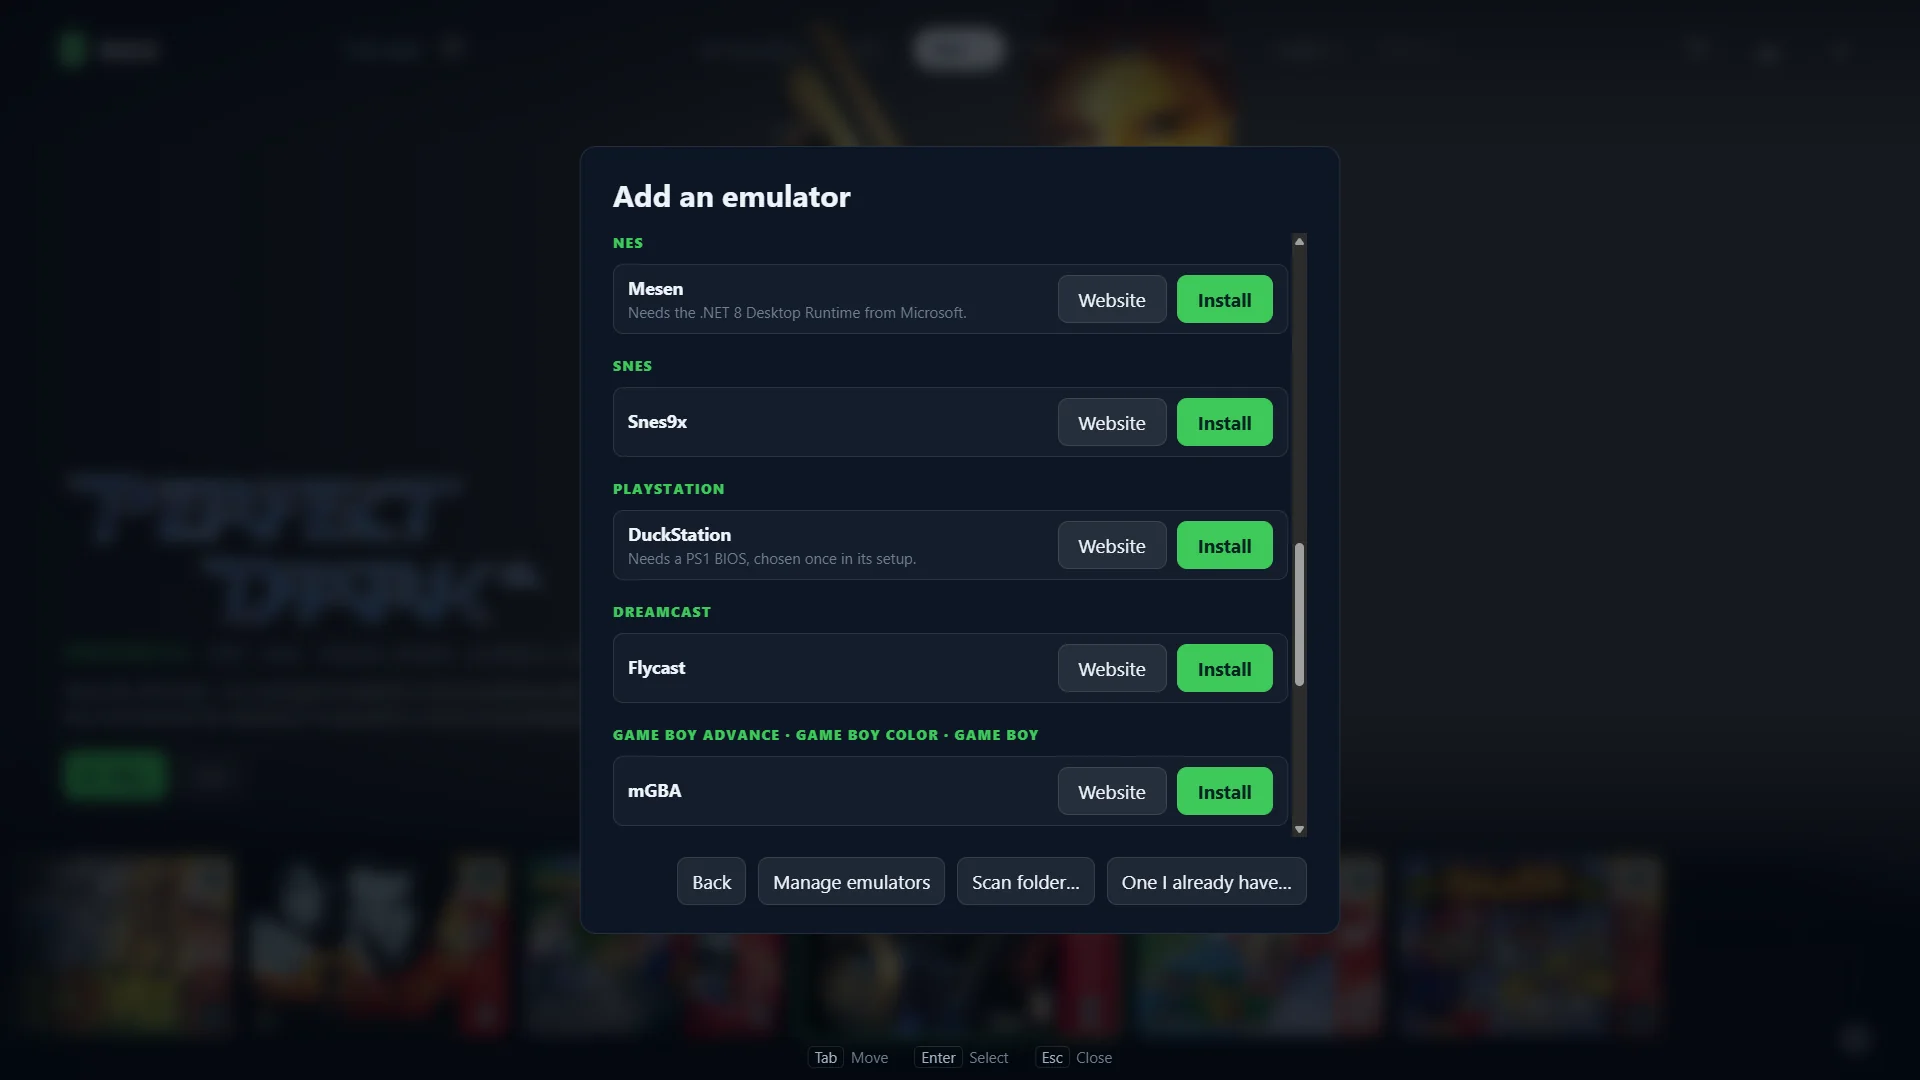 Add an emulator
NES
Mesen
Needs the .NET 8 Desktop Runtime from Microsoft.
Website
Install
SNES
Snes9x
Website
Install
PLAYSTATION
DuckStation
Needs a PS1 BIOS, chosen once in its setup.
Website
Install
DREAMCAST
Flycast
Website
Install
GAME BOY ADVANCE · GAME BOY COLOR · GAME BOY
mGBA
Website
Install
Back
Manage emulators
Scan folder...
One I already have...
PERFECT
DARK
Tab Move Enter Select Esc Close